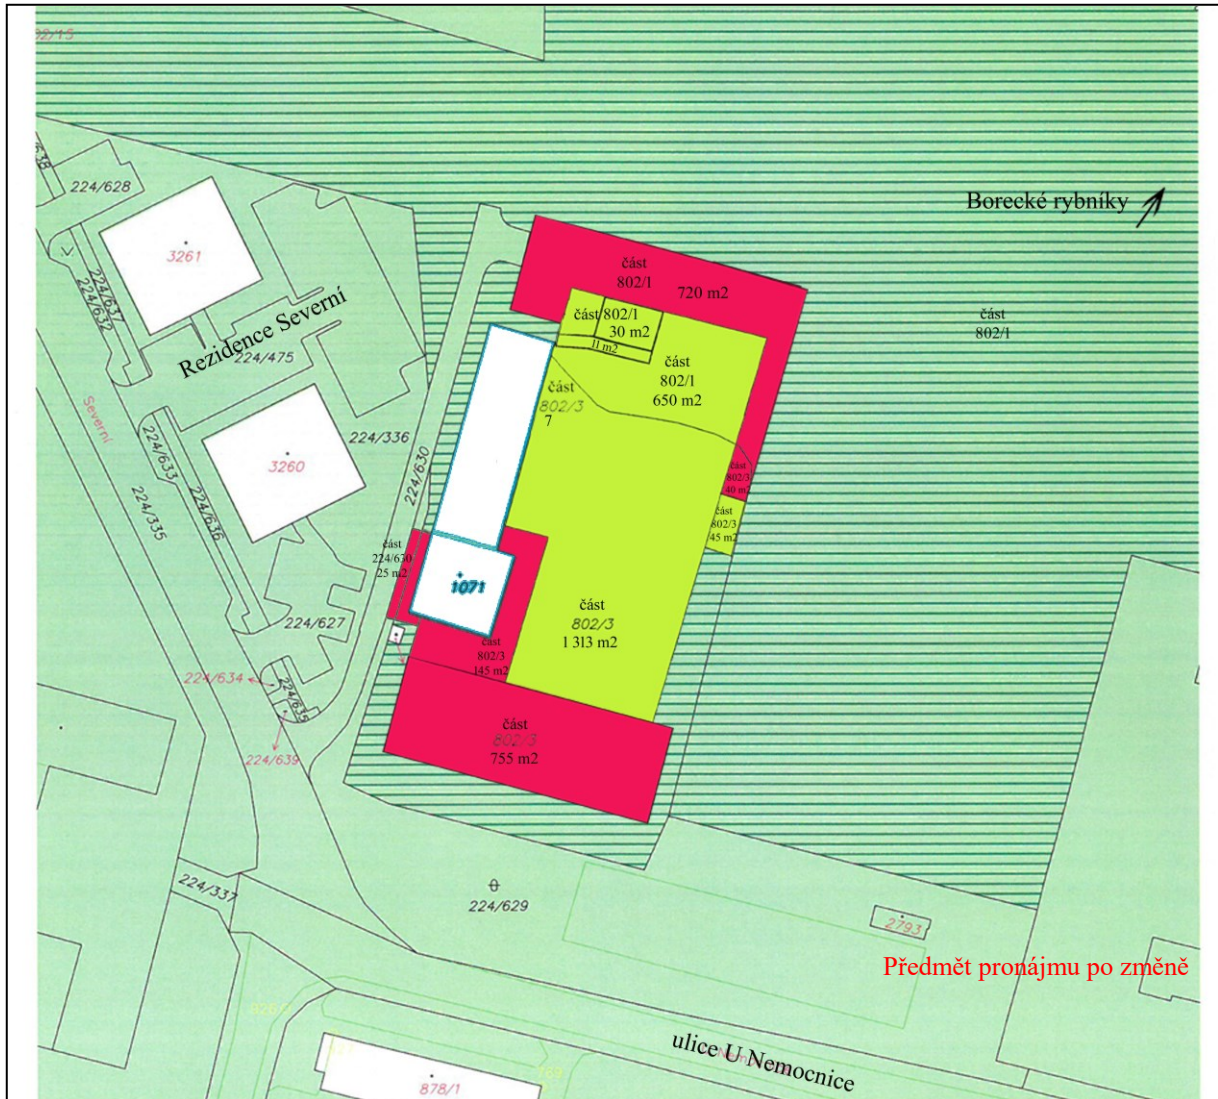 802/15
638
224/628
3261
224/637
224/632
Rezidence Severní
224/475
Severní
224/633
3260
224/336
224/630
224/335
224/636
224/627
224/634
224/635
224/639
224/337
224/629
Borecké rybníky
část
802/1
720 m2
část
802/1
část 802/1
30 m2
11 m2
část
802/1
650 m2
část
802/3
7
část
802/3
40 m2
část
802/3
45 m2
část
224/630
25 m2
1071
část
802/3
1 313 m2
část
802/3
145 m2
část
802/3
755 m2
2793
Předmět pronájmu po změně
ulice U Nemocnice
878/1